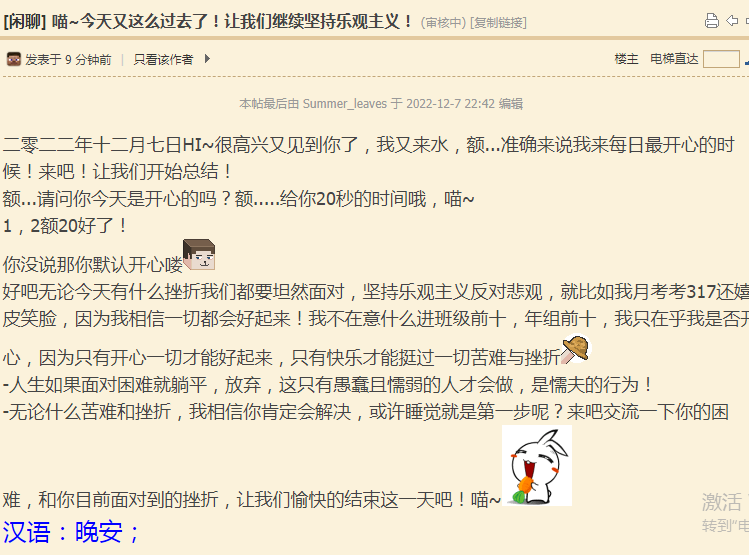 [闲聊] 喵~今天又这么过去了！让我们继续坚持乐观主义！ (审核中) [复制链接]
发表于 9 分钟前 | 只看该作者
楼主 电梯直达
本帖最后由 Summer_leaves 于 2022-12-7 22:42 编辑
二零二二年十二月七日HI~很高兴又见到你了，我又来水，额...准确来说我来每日最开心的时
候！来吧！让我们开始总结！
额...请问你今天是开心的吗？额.....给你20秒的时间哦，喵~
1，2额20好了！
你没说那你默认开心喽
好吧无论今天有什么挫折我们都要坦然面对，坚持乐观主义反对悲观，就比如我月考考317还嬉
皮笑脸，因为我相信一切都会好起来！我不在意什么进班级前十，年组前十，我只在乎我是否开
心，因为只有开心一切才能好起来，只有快乐才能挺过一切苦难与挫折
-人生如果面对困难就躺平，放弃，这只有愚蠢且懦弱的人才会做，是懦夫的行为！
-无论什么苦难和挫折，我相信你肯定会解决，或许睡觉就是第一步呢？来吧交流一下你的困
难，和你目前面对到的挫折，让我们愉快的结束这一天吧！喵~
汉语：晚安；
激活
转到"电